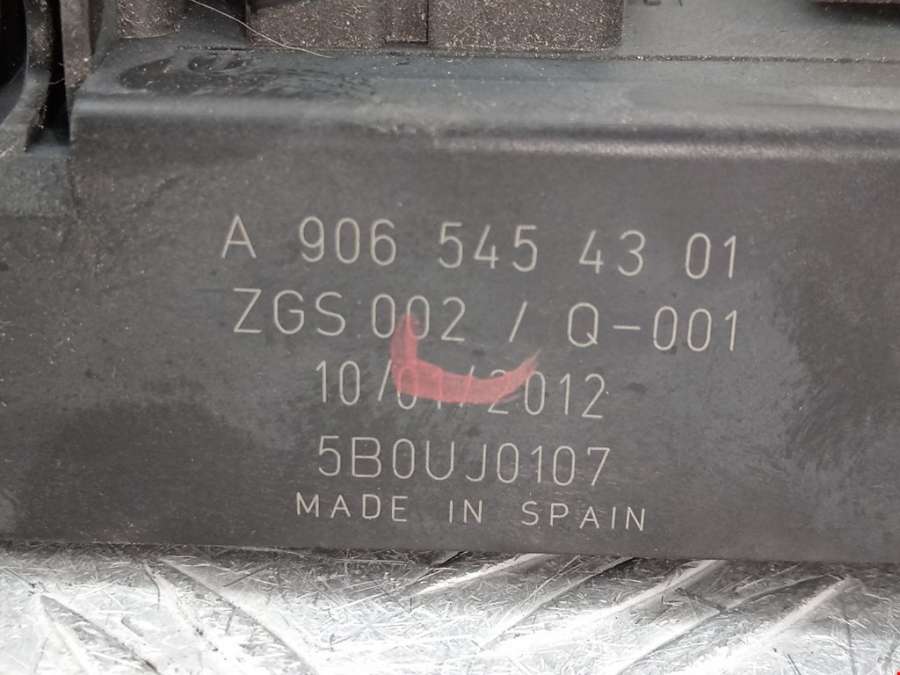 A 906 545 43 01
ZGS 002 / Q-001
10/01/2012
5B0UJ0107
MADE IN SPAIN